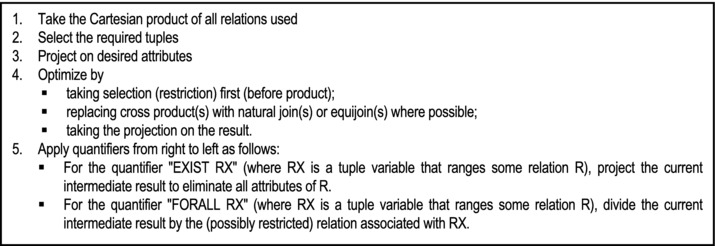 1. Take the Cartesian product of all relations used
2. Select the required tuples
3. Project on desired attributes
4. Optimize by
▪ taking selection (restriction) first (before product);
▪ replacing cross product(s) with natural join(s) or equijoin(s) where possible;
▪ taking the projection on the result.
5. Apply quantifiers from right to left as follows:
▪ For the quantifier "EXIST RX" (where RX is a tuple variable that ranges some relation R), project the current
intermediate result to eliminate all attributes of R.
▪ For the quantifier "FORALL RX" (where RX is a tuple variable that ranges some relation R), divide the current
intermediate result by the (possibly restricted) relation associated with RX.